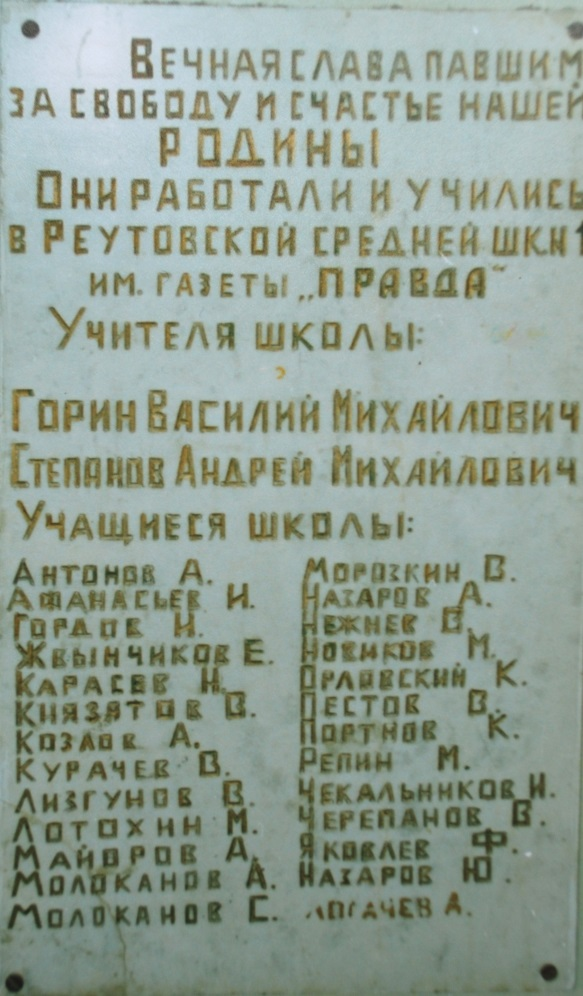 Вечная слава павшим
за свободу и счастье нашей
Родины
Они работали и учились
в Реутовской средней шк.N 1
им. газеты „Правда“
Учителя школы:
Горин Василий Михайлович
Степанов Андрей Михайлович
Учащиеся школы:
Антонов А.
Афанасьев И.
Гордов И.
Жвынчиков Е.
Карасев Н.
Князятов В.
Козлов А.
Курачев В.
Лизгунов В.
Лотохин М.
Майоров А.
Молоканов А.
Молоканов С.
Морозкин В.
Назаров А.
Нежнев В.
Новиков М.
Орловский К.
Пестов В.
Портнов К.
Репин М.
Чекальников И.
Черепанов В.
Яковлев Ф.
Назаров Ю.
Логачев А.